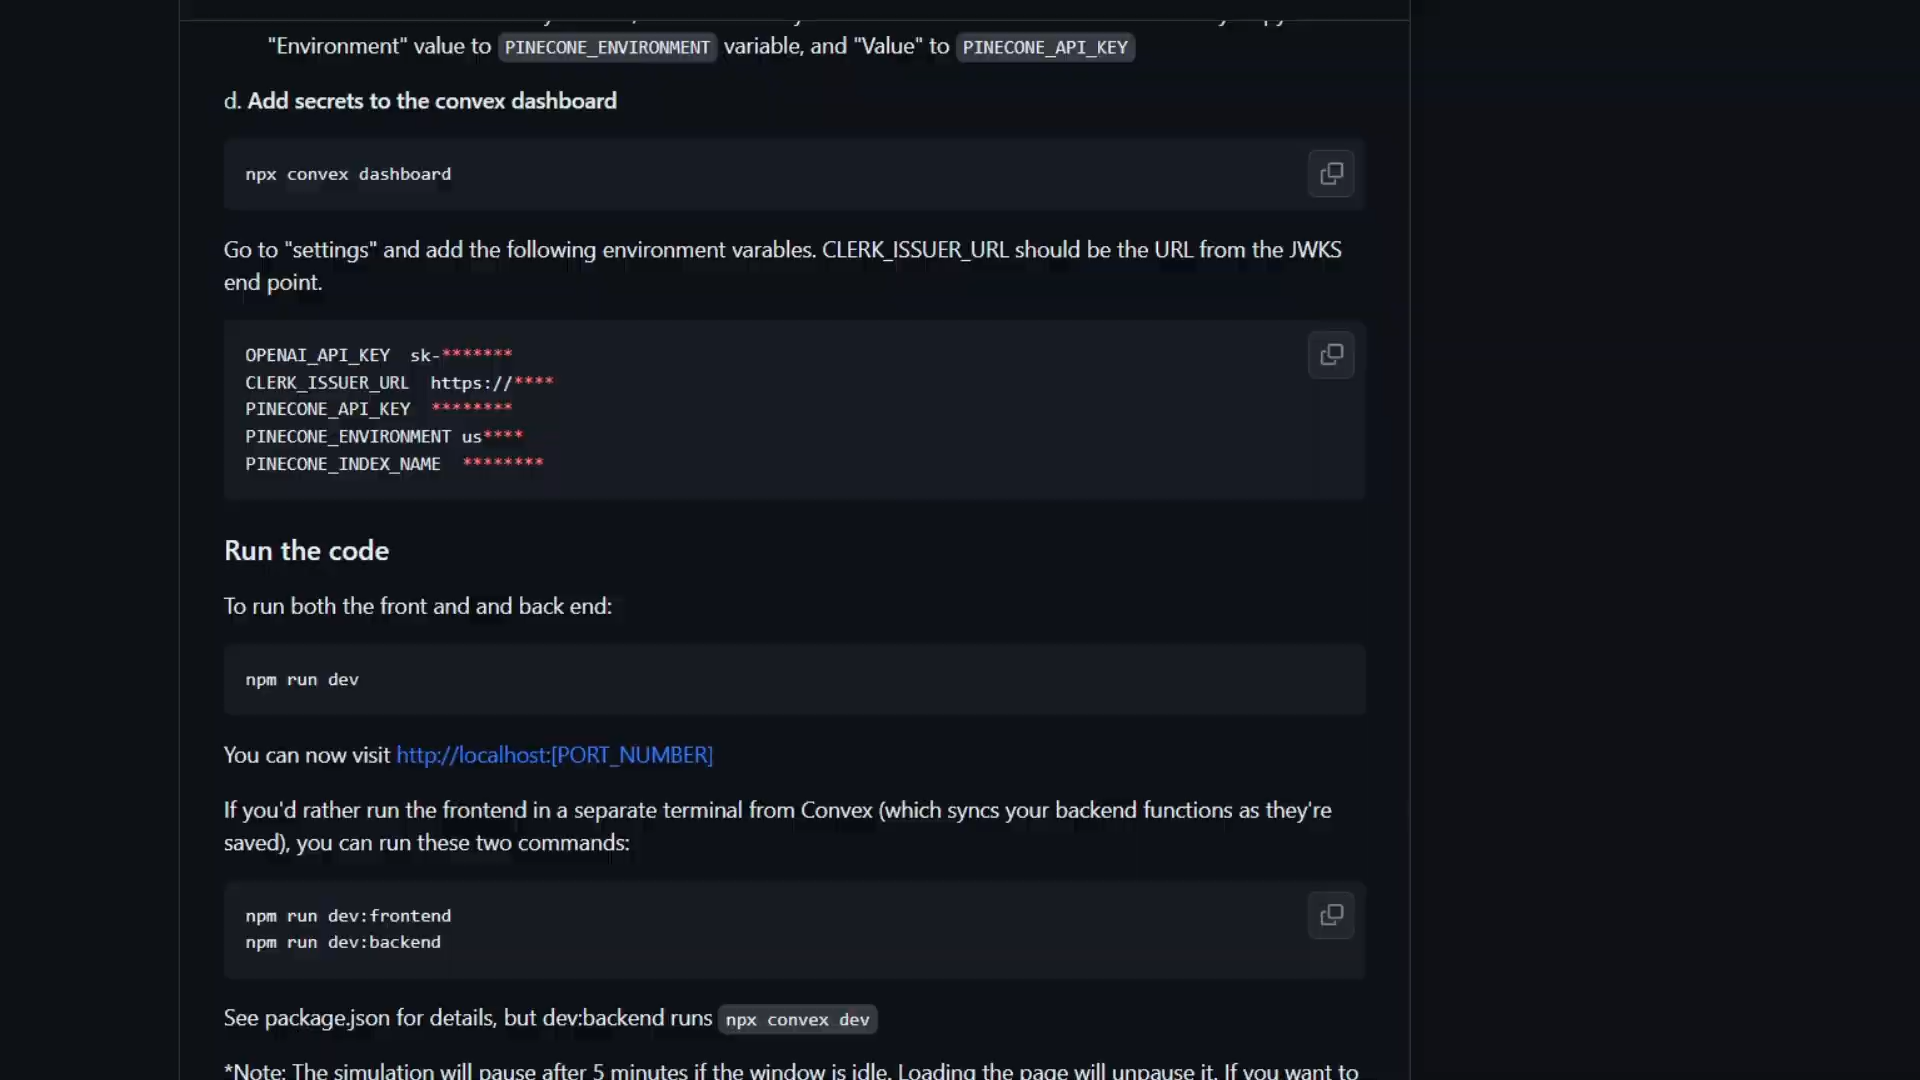 "Environment" value to PINECONE_ENVIRONMENT variable, and "Value" to PINECONE_API_KEY
d. Add secrets to the convex dashboard
npx convex dashboard
Go to "settings" and add the following environment varables. CLERK_ISSUER_URL should be the URL from the JWKS
end point.
OPENAI_API_KEY  sk-*******
CLERK_ISSUER_URL  https://****
PINECONE_API_KEY  ********
PINECONE_ENVIRONMENT us****
PINECONE_INDEX_NAME  ********
Run the code
To run both the front and and back end:
npm run dev
You can now visit http://localhost:[PORT_NUMBER]
If you'd rather run the frontend in a separate terminal from Convex (which syncs your backend functions as they're
saved), you can run these two commands:
npm run dev:frontend
npm run dev:backend
See package.json for details, but dev:backend runs npx convex dev
*Note: The simulation will pause after 5 minutes if the window is idle. Loading the page will unpause it. If you want to